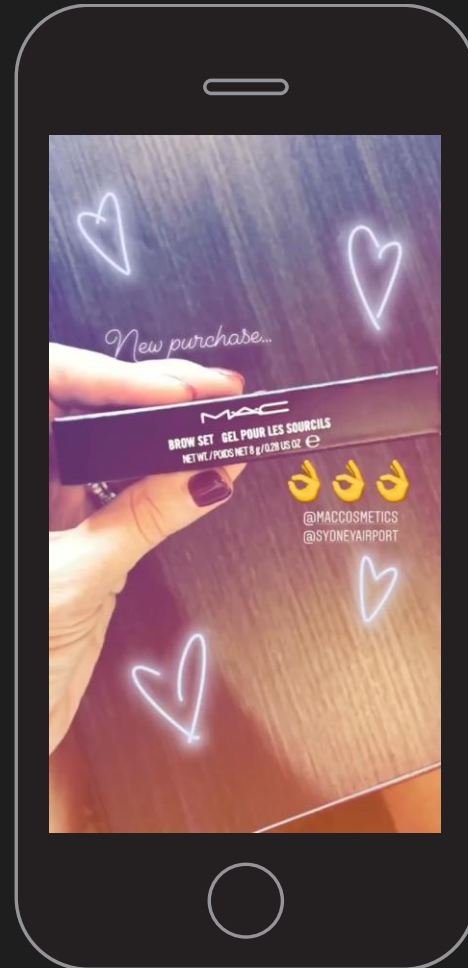 New purchase...
MAC
BROW SET GEL POUR LES SOURCILS
NET WT./POIDS NET 8 g/0.28 US OZ e
@MACCOSMETICS
@SYDNEYAIRPORT